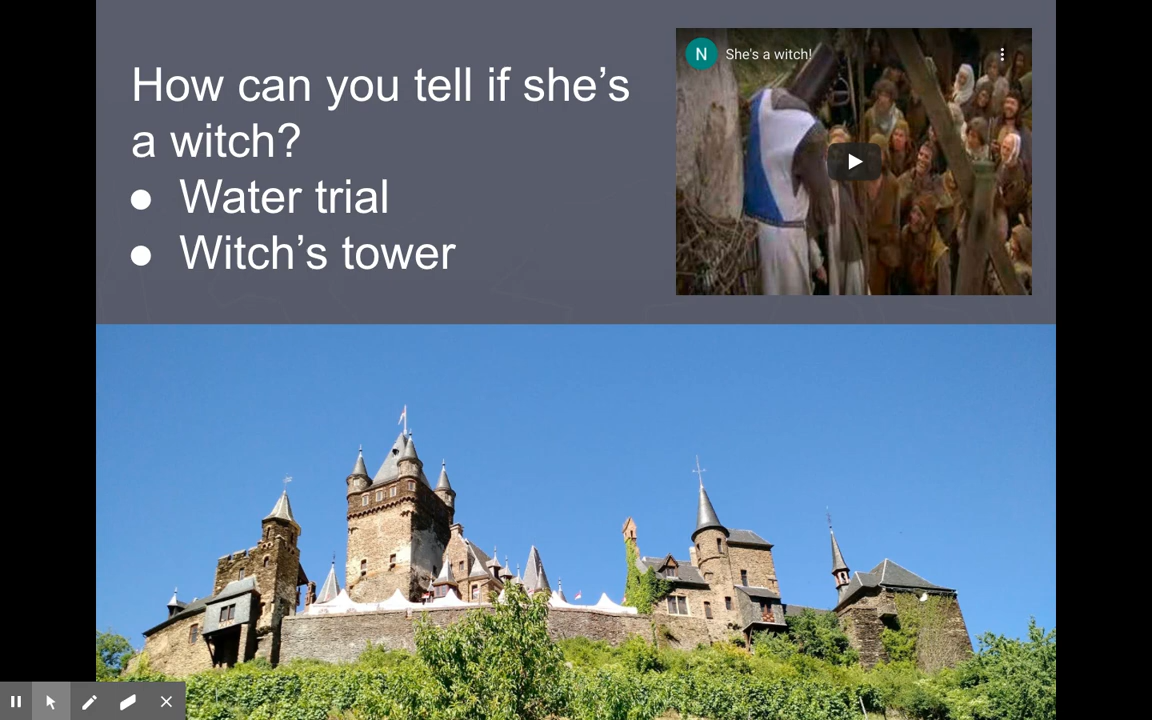 How can you tell if she’s
a witch?
● Water trial
● Witch’s tower
N She's a witch!